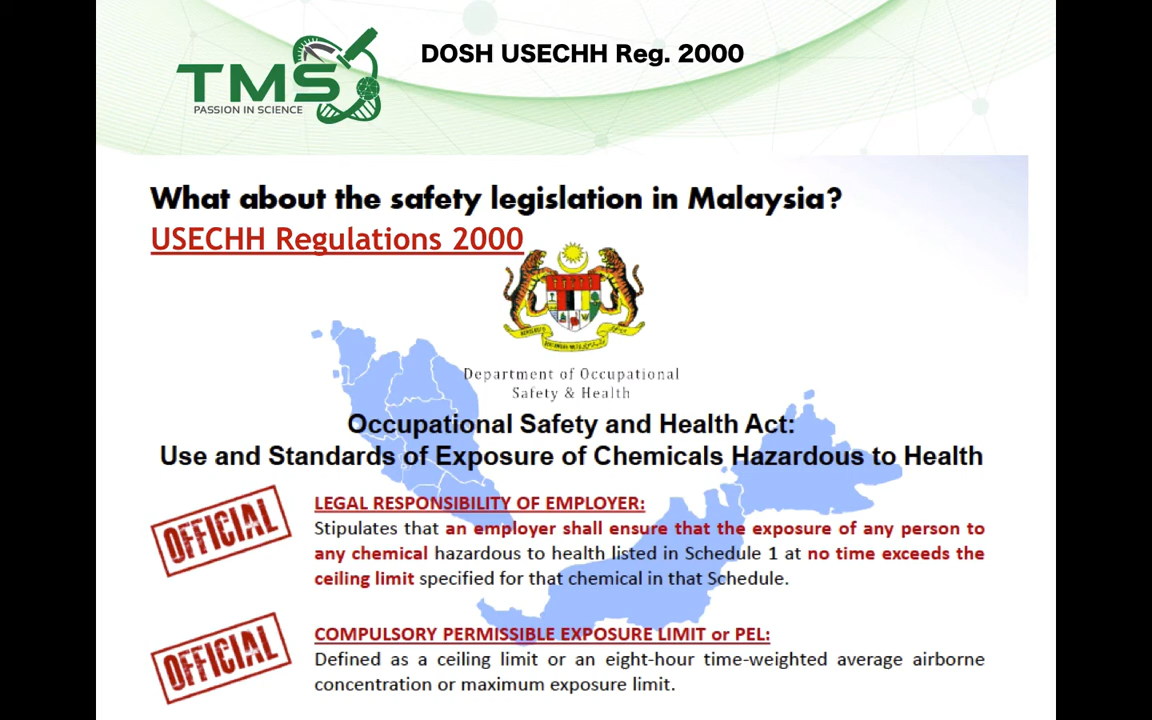 TMS
PASSION IN SCIENCE
DOSH USECHH Reg. 2000
What about the safety legislation in Malaysia?
USECHH Regulations 2000
Department of Occupational
Safety & Health
Occupational Safety and Health Act:
Use and Standards of Exposure of Chemicals Hazardous to Health
OFFICIAL
LEGAL RESPONSIBILITY OF EMPLOYER:
Stipulates that an employer shall ensure that the exposure of any person to
any chemical hazardous to health listed in Schedule 1 at no time exceeds the
ceiling limit specified for that chemical in that Schedule.
OFFICIAL
COMPULSORY PERMISSIBLE EXPOSURE LIMIT or PEL:
Defined as a ceiling limit or an eight-hour time-weighted average airborne
concentration or maximum exposure limit.